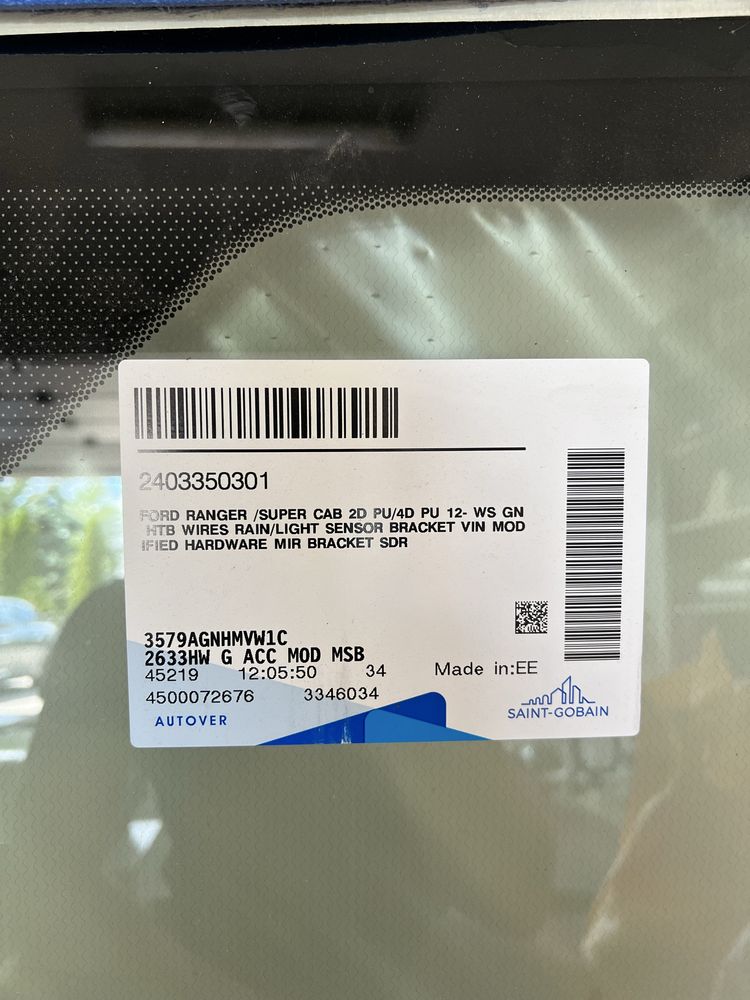 2403350301
FORD RANGER /SUPER CAB 2D PU/4D PU 12- WS GN
HTB WIRES RAIN/LIGHT SENSOR BRACKET VIN MOD
IFIED HARDWARE MIR BRACKET SDR
3579AGNHMVW1C
2633HW G ACC MOD MSB
45219 12:05:50 34 Made in:EE
4500072676 3346034
AUTOVER
SAINT-GOBAIN